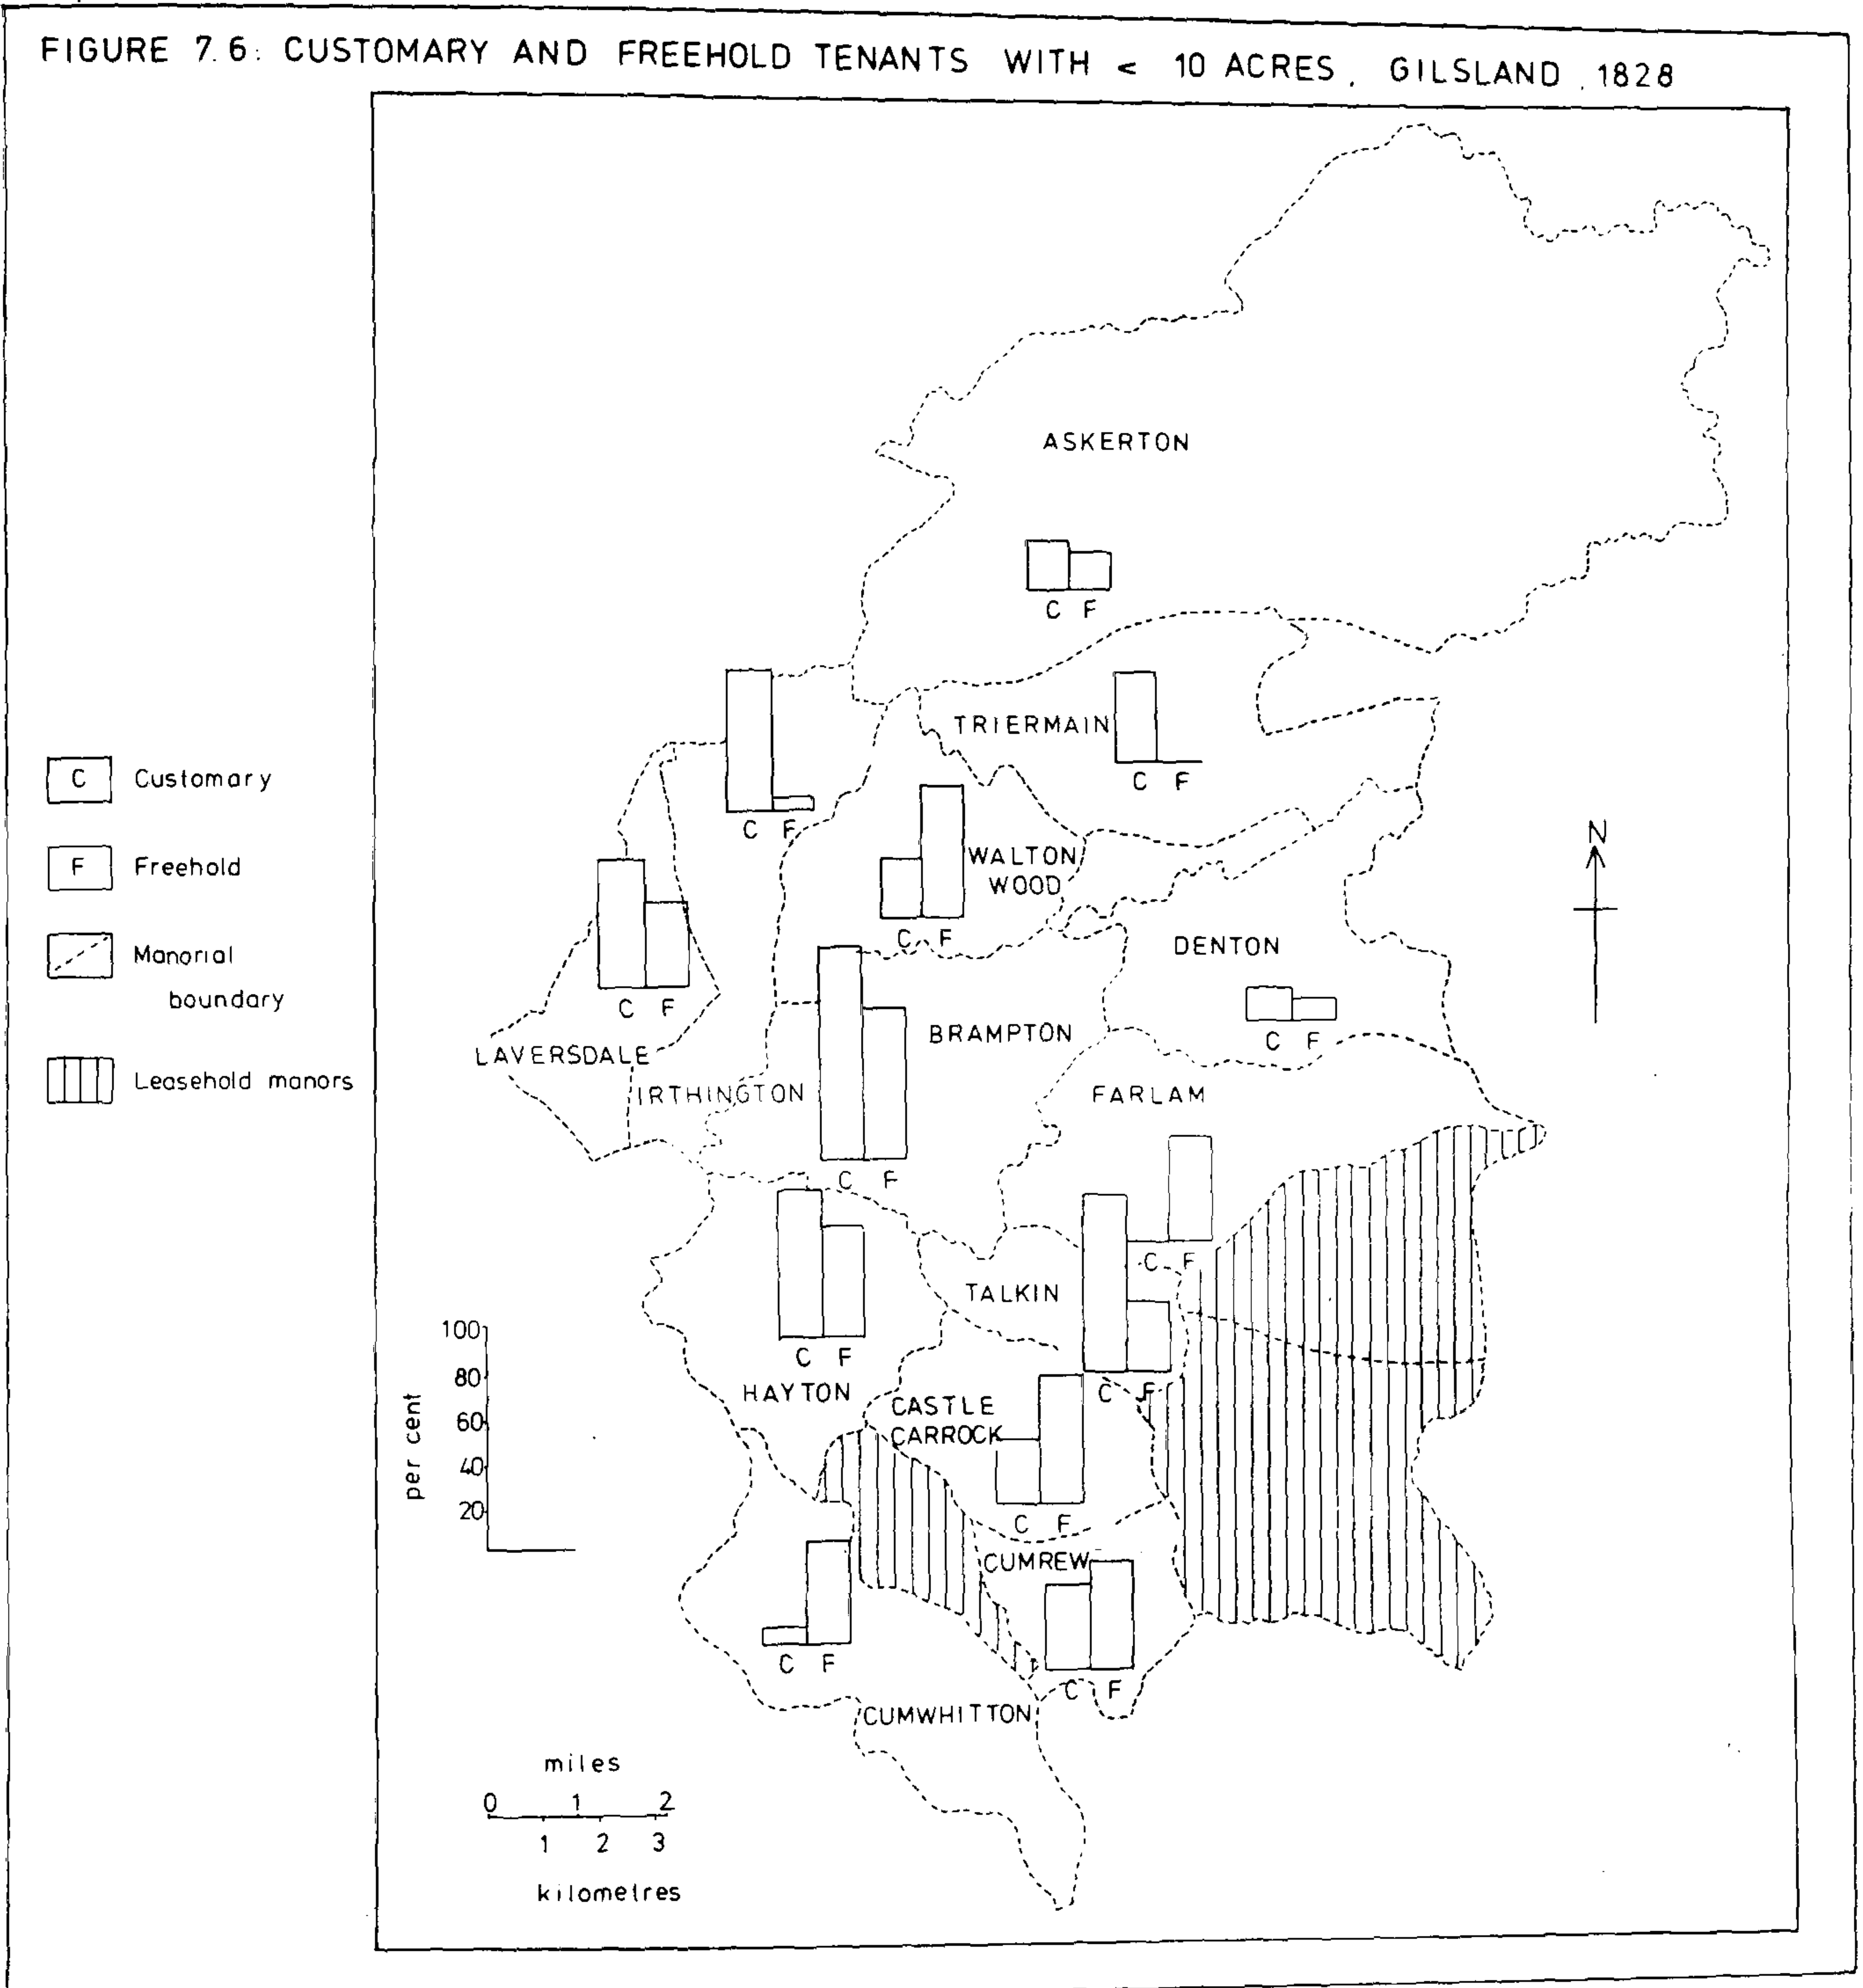 FIGURE 7.6: CUSTOMARY AND FREEHOLD TENANTS WITH < 10 ACRES, GILSLAND, 1828
ASKERTON
C F
TRIERMAIN
C F
C F
WALTON
WOOD
C F
C F
LAVERSDALE
IRTHINGTON
BRAMPTON
C F
DENTON
C F
FARLAM
C F
TALKIN
C F
C F
HAYTON
CASTLE
CARROCK
C F
CUMREW
C F
C F
CUMWHITTON
C Customary
F Freehold
Manorial
boundary
Leasehold manors
N
100
80
60
40
20
per cent
miles
0 1 2
1 2 3
kilometres